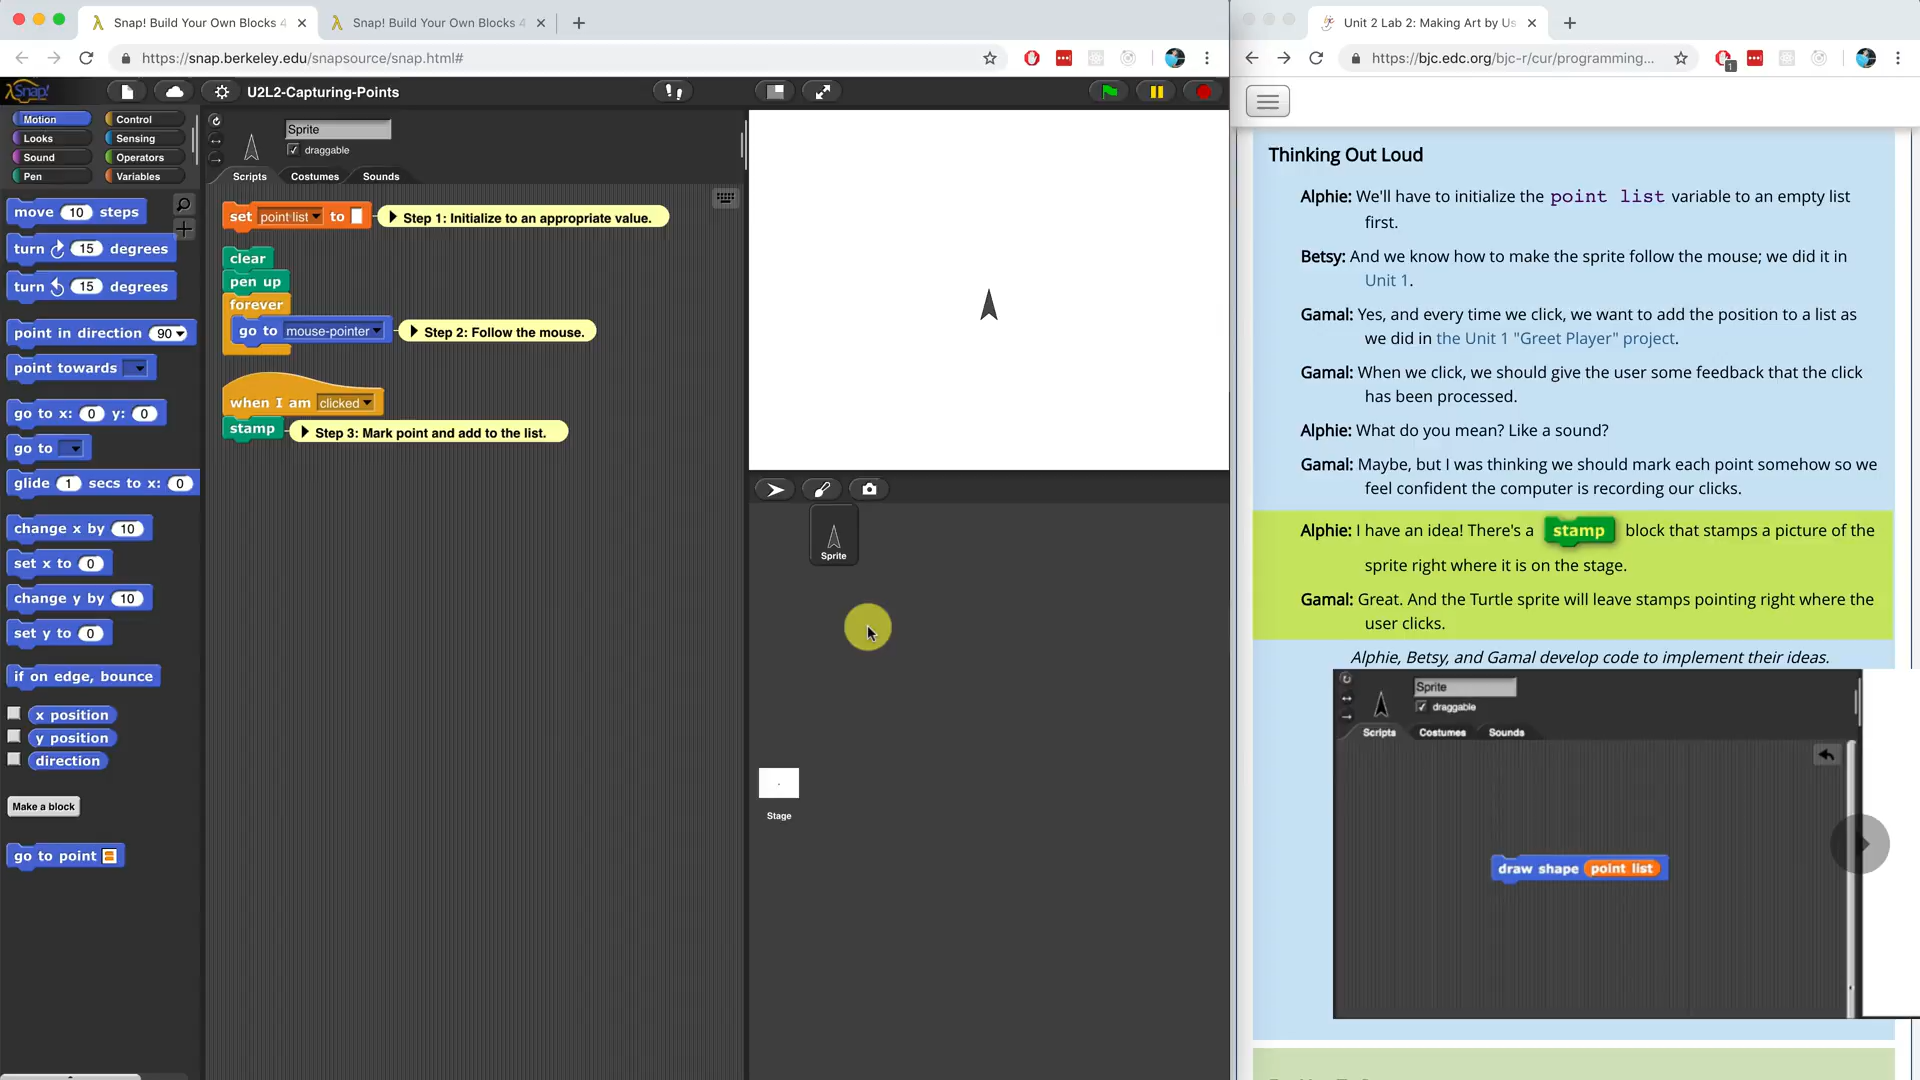 Snap! Build Your Own Blocks 4
Snap! Build Your Own Blocks 4
https://snap.berkeley.edu/snapsource/snap.html#
Snap!
U2L2-Capturing-Points
Motion
Control
Looks
Sensing
Sound
Operators
Pen
Variables
Sprite
draggable
Scripts
Costumes
Sounds
move 10 steps
turn 15 degrees
turn 15 degrees
point in direction 90
point towards
go to x: 0 y: 0
go to
glide 1 secs to x: 0
change x by 10
set x to 0
change y by 10
set y to 0
if on edge, bounce
x position
y position
direction
Make a block
go to point
set point list to
Step 1: Initialize to an appropriate value.
clear
pen up
forever
go to mouse-pointer
Step 2: Follow the mouse.
when I am clicked
stamp
Step 3: Mark point and add to the list.
Sprite
Stage
Unit 2 Lab 2: Making Art by Us
https://bjc.edc.org/bjc-r/cur/programming...
1
Thinking Out Loud
Alphie: We'll have to initialize the point list variable to an empty list
first.
Betsy: And we know how to make the sprite follow the mouse; we did it in
Unit 1.
Gamal: Yes, and every time we click, we want to add the position to a list as
we did in the Unit 1 "Greet Player" project.
Gamal: When we click, we should give the user some feedback that the click
has been processed.
Alphie: What do you mean? Like a sound?
Gamal: Maybe, but I was thinking we should mark each point somehow so we
feel confident the computer is recording our clicks.
Alphie: I have an idea! There's a stamp block that stamps a picture of the
sprite right where it is on the stage.
Gamal: Great. And the Turtle sprite will leave stamps pointing right where the
user clicks.
Alphie, Betsy, and Gamal develop code to implement their ideas.
Sprite
draggable
Scripts
Costumes
Sounds
draw shape point list